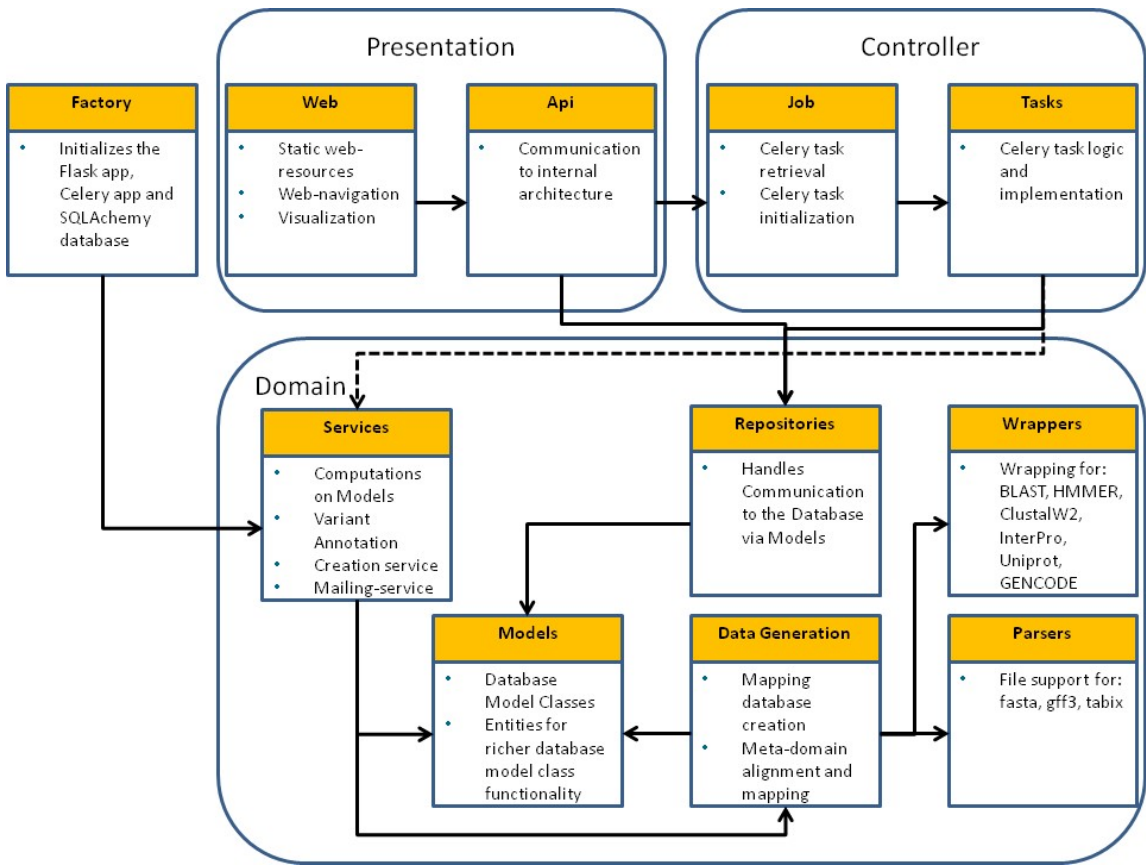 Presentation
Controller
Factory
• Initializes the
Flask app,
Celery app and
SQLAchemy
database
Web
• Static web-
resources
• Web-navigation
• Visualization
Api
• Communication
to internal
architecture
Job
• Celery task
retrieval
• Celery task
initialization
Tasks
• Celery task logic
and
implementation
Domain
Services
• Computations
on Models
• Variant
Annotation
• Creation service
• Mailing-service
Repositories
• Handles
Communication
to the Database
via Models
Wrappers
• Wrapping for:
BLAST, HMMER,
ClustalW2,
InterPro,
Uniprot,
GENCODE
Models
• Database
Model Classes
• Entities for
richer database
model class
functionality
Data Generation
• Mapping
database
creation
• Meta-domain
alignment and
mapping
Parsers
• File support for:
fasta, gff3, tabix